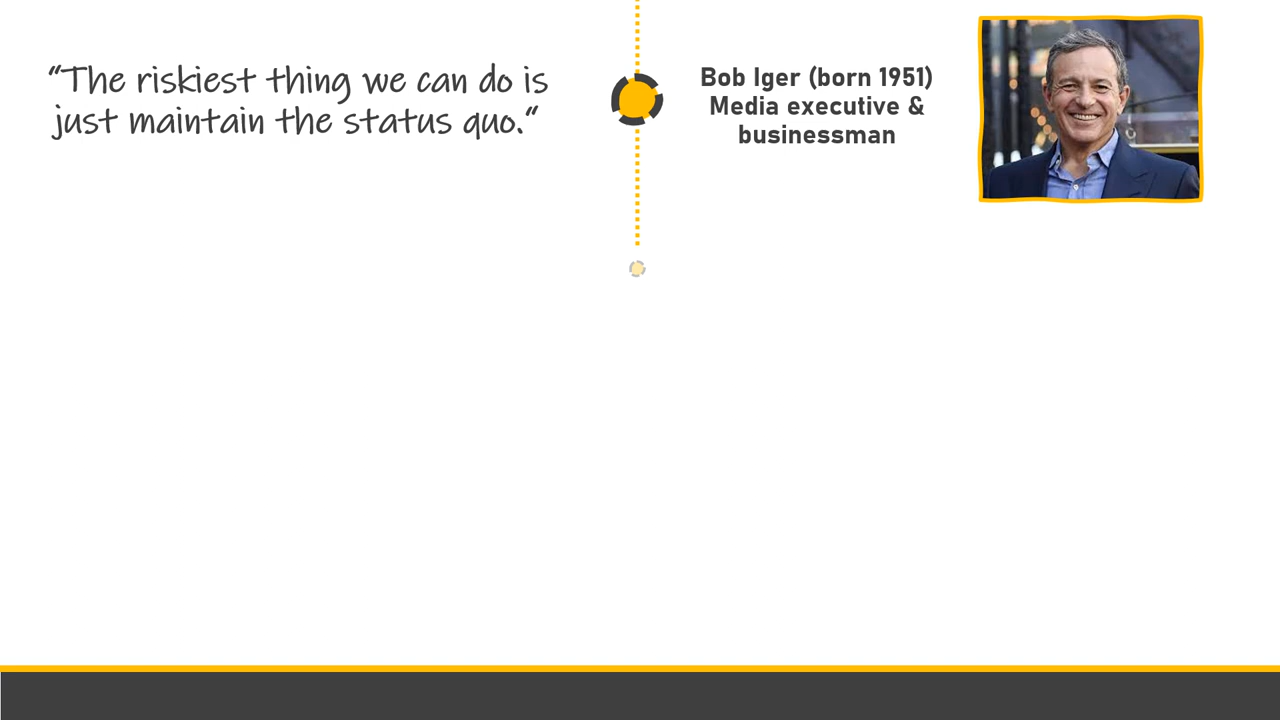 “The riskiest thing we can do is
just maintain the status quo.“
Bob Iger (born 1951)
Media executive &
businessman